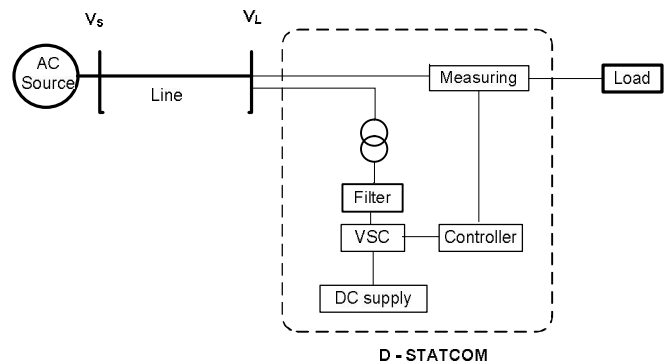 Vs
VL
AC
Source
Line
Measuring
Load
Filter
VSC
Controller
DC supply
D - STATCOM